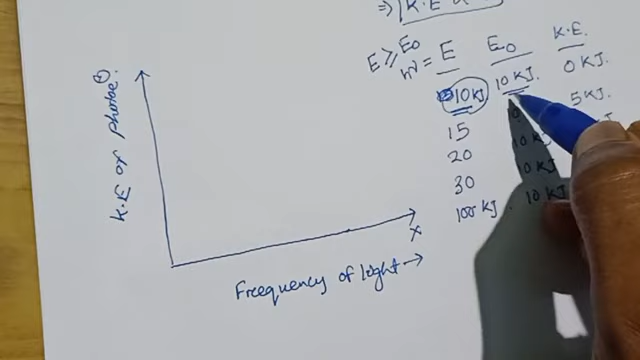 ⇒ K.E
E ≥ E₀
hν = E E₀ K.E.
10 KJ 10 KJ. 0 KJ.
15 5 KJ.
20 10 KJ
30 10 KJ
100 KJ. 10 KJ
K.E of photoe⊖.
X
Freequency of light →